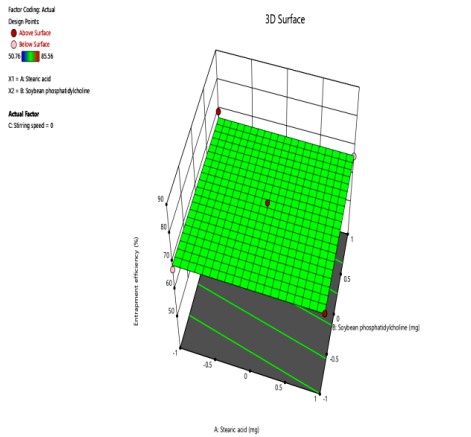 Factor Coding: Actual
3D Surface
Design Points:
Above Surface
Below Surface
50.76 85.56
X1 = A: Stearic acid
X2 = B: Soybean phosphatidylcholine
Actual Factor
C: Stirring speed = 0
Entrapment efficiency (%)
90
80
70
60
50
-1
-0.5
0
0.5
1
-1
-0.5
0
0.5
1
B: Soybean phosphatidylcholine (mg)
A: Stearic acid (mg)